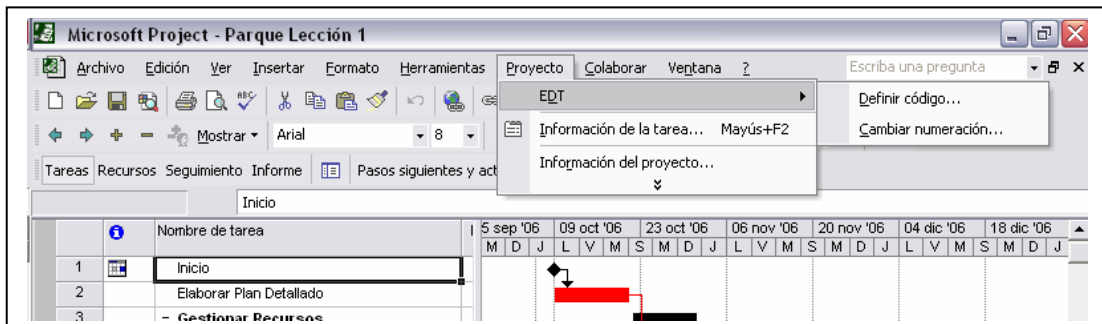 Microsoft Project - Parque Lección 1
Archivo Edición Ver Insertar Formato Herramientas Proyecto Colaborar Ventana ? Escriba una pregunta
EDT
Definir código...
ABC
Información de la tarea... Mayús+F2
Cambiar numeración...
Mostrar Arial 8
Información del proyecto...
Tareas Recursos Seguimiento Informe Pasos siguientes y act
Inicio
Nombre de tarea 5 sep '06 09 oct '06 23 oct '06 06 nov '06 20 nov '06 04 dic '06 18 dic '06
M D J L V M S M D J L V M S M D J L V M S M D J
1 Inicio
2 Elaborar Plan Detallado
3 - Gestionar Recursos